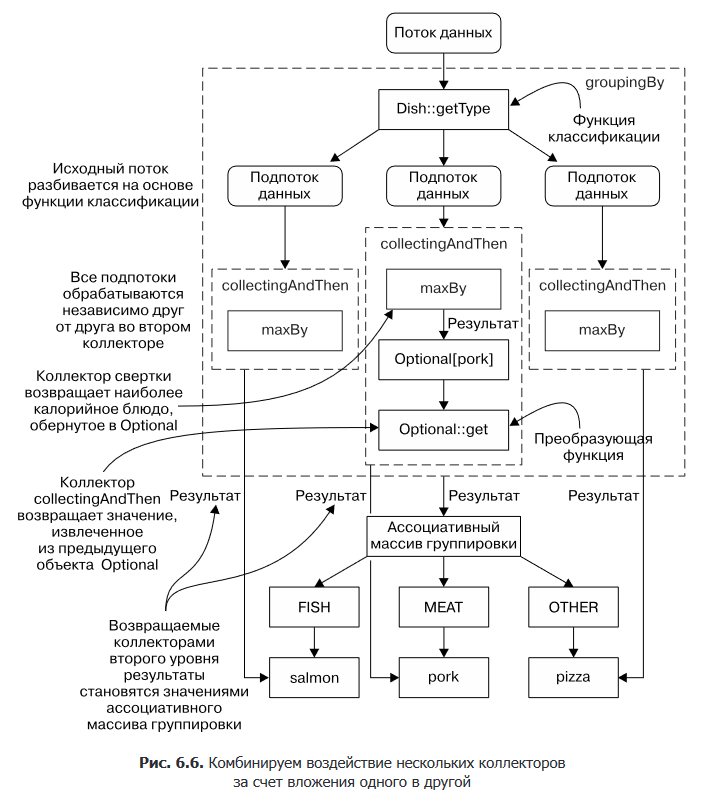 Поток данных
groupingBy
Dish::getType
Функция
классификации
Исходный поток
разбивается на основе
функции классификации
Подпоток
данных
Подпоток
данных
Подпоток
данных
collectingAndThen
maxBy
collectingAndThen
maxBy
Результат
Optional[pork]
Optional::get
collectingAndThen
maxBy
Все подпотоки
обрабатываются
независимо друг
от друга во втором
коллекторе
Коллектор свертки
возвращает наиболее
калорийное блюдо,
обернутое в Optional
Преобразующая
функция
Коллектор
collectingAndThen
возвращает значение,
извлеченное
из предыдущего
объекта Optional
Результат
Результат
Результат
Результат
Ассоциативный
массив группировки
FISH
MEAT
OTHER
salmon
pork
pizza
Возвращаемые
коллекторами
второго уровня
результаты
становятся значениями
ассоциативного
массива группировки
Рис. 6.6. Комбинируем воздействие нескольких коллекторов
за счет вложения одного в другой